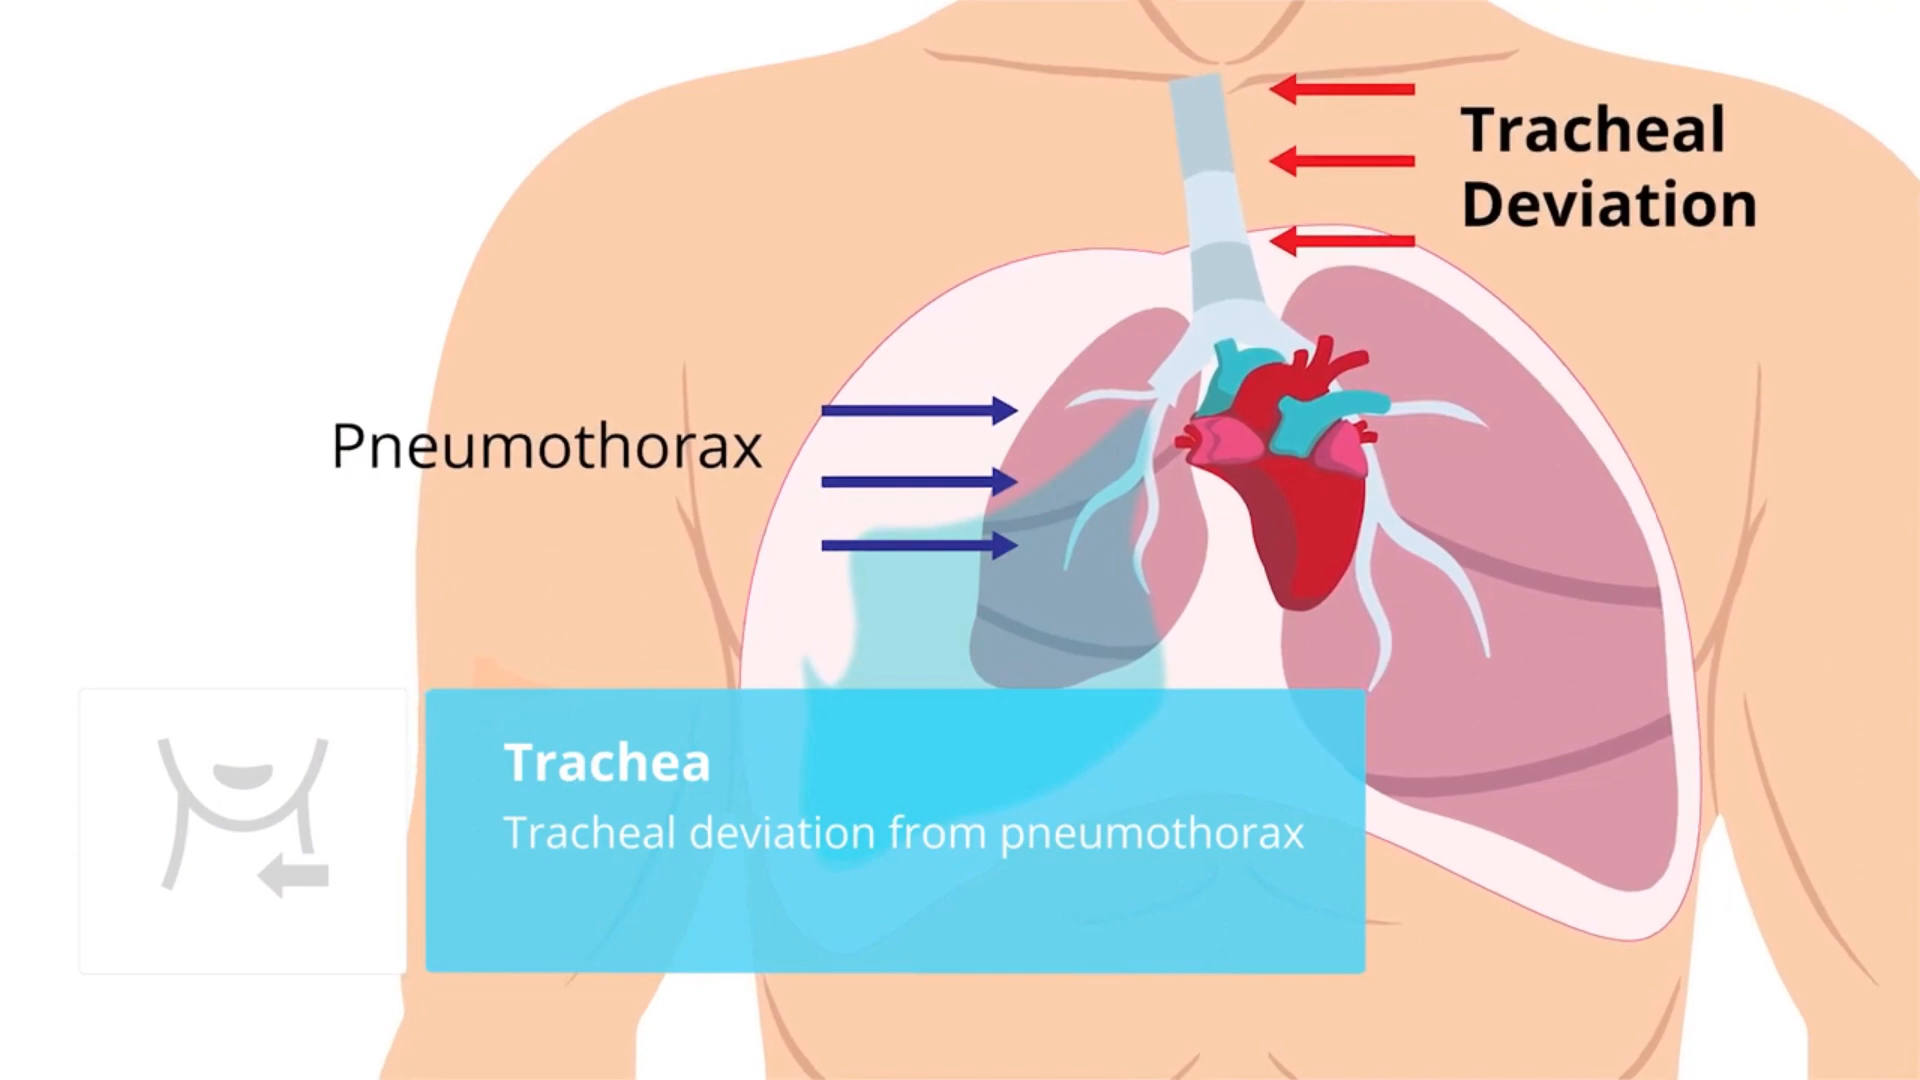 Tracheal
Deviation
Pneumothorax
Trachea
Tracheal deviation from pneumothorax